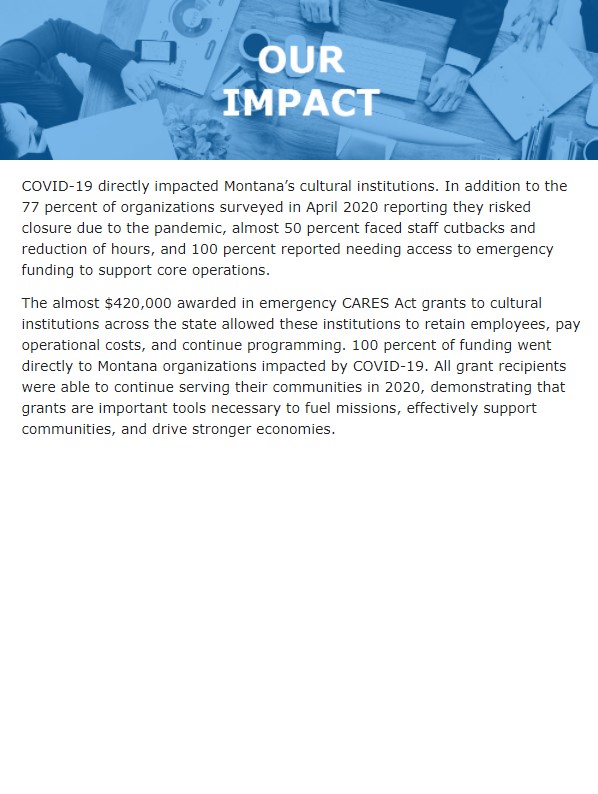 OUR
IMPACT
COVID-19 directly impacted Montana’s cultural institutions. In addition to the
77 percent of organizations surveyed in April 2020 reporting they risked
closure due to the pandemic, almost 50 percent faced staff cutbacks and
reduction of hours, and 100 percent reported needing access to emergency
funding to support core operations.
The almost $420,000 awarded in emergency CARES Act grants to cultural
institutions across the state allowed these institutions to retain employees, pay
operational costs, and continue programming. 100 percent of funding went
directly to Montana organizations impacted by COVID-19. All grant recipients
were able to continue serving their communities in 2020, demonstrating that
grants are important tools necessary to fuel missions, effectively support
communities, and drive stronger economies.